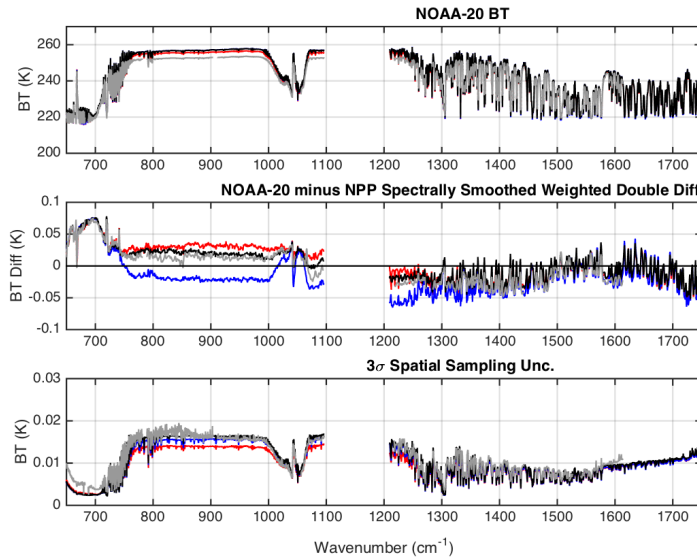 NOAA-20 BT
BT (K)
260
240
220
200
700 800 900 1000 1100 1200 1300 1400 1500 1600 1700
NOAA-20 minus NPP Spectrally Smoothed Weighted Double Diff
BT Diff (K)
0.1
0.05
0
-0.05
-0.1
700 800 900 1000 1100 1200 1300 1400 1500 1600 1700
3σ Spatial Sampling Unc.
BT (K)
0.03
0.02
0.01
0
700 800 900 1000 1100 1200 1300 1400 1500 1600 1700
Wavenumber (cm⁻¹)